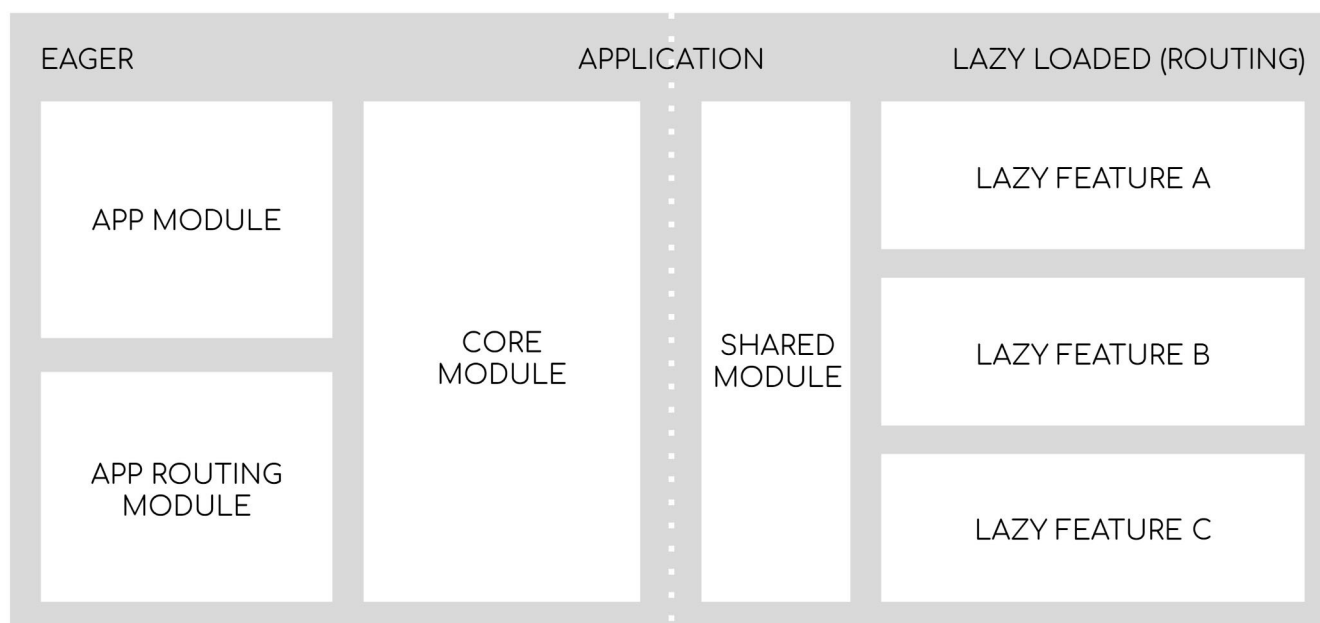 EAGER
APPLICATION
LAZY LOADED (ROUTING)
APP MODULE
APP ROUTING
MODULE
CORE
MODULE
SHARED
MODULE
LAZY FEATURE A
LAZY FEATURE B
LAZY FEATURE C